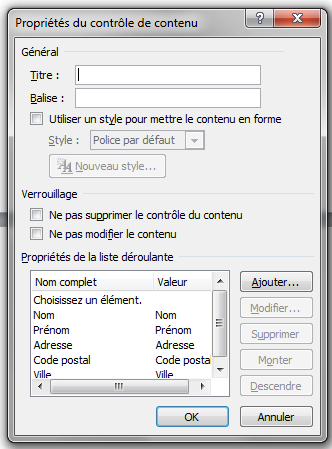 Propriétés du contrôle de contenu
Général
Titre :
Balise :
Utiliser un style pour mettre le contenu en forme
Style : Police par défaut
Nouveau style...
Verrouillage
Ne pas supprimer le contrôle du contenu
Ne pas modifier le contenu
Propriétés de la liste déroulante
Nom complet Valeur Ajouter...
Choisissez un élément.
Nom Nom Modifier...
Prénom Prénom Supprimer
Adresse Adresse
Code postal Code postal Monter
Ville Ville Descendre
OK Annuler